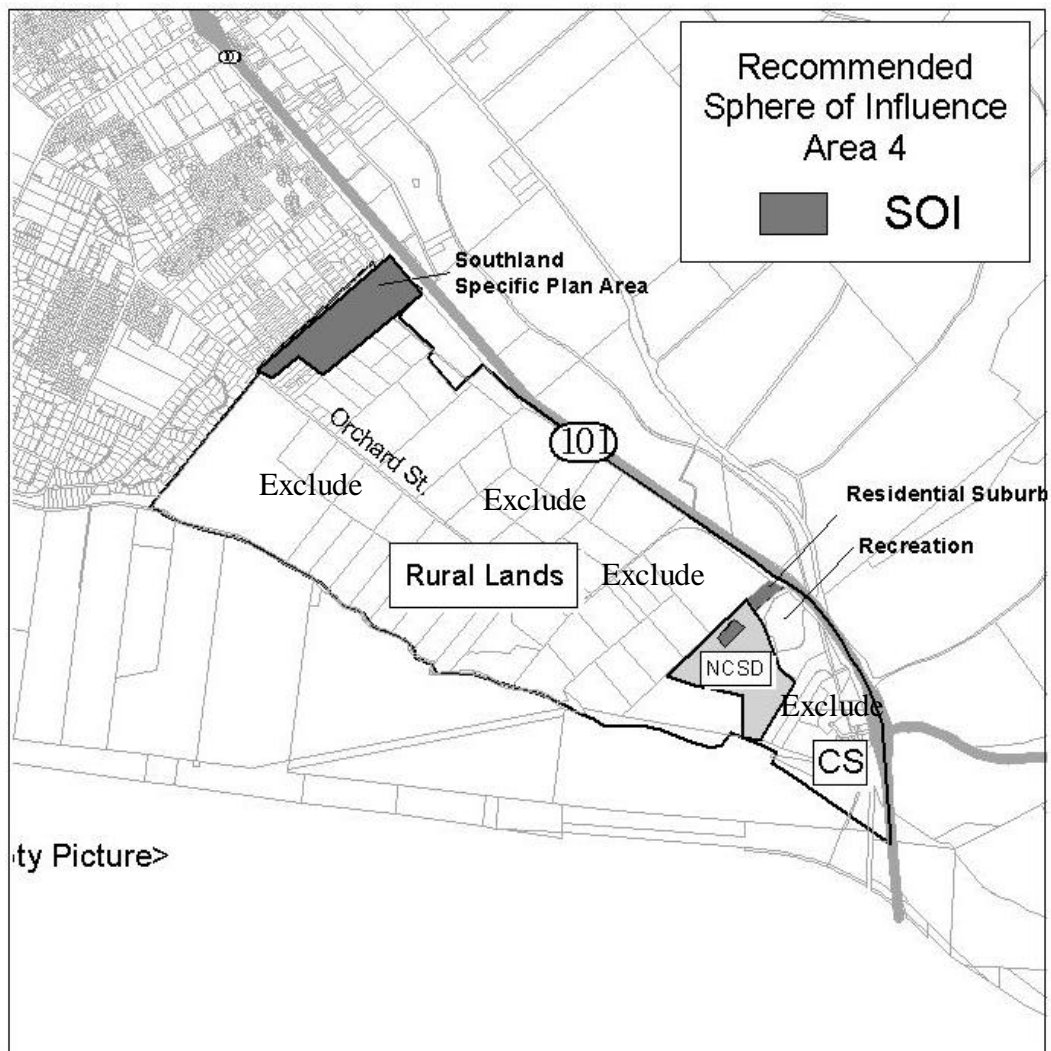 Recommended
Sphere of Influence
Area 4
SOI
Southland
Specific Plan Area
Orchard St.
101
Exclude
Exclude
Residential Suburb
Recreation
Rural Lands
Exclude
NCSD
Exclude
CS
ty Picture>